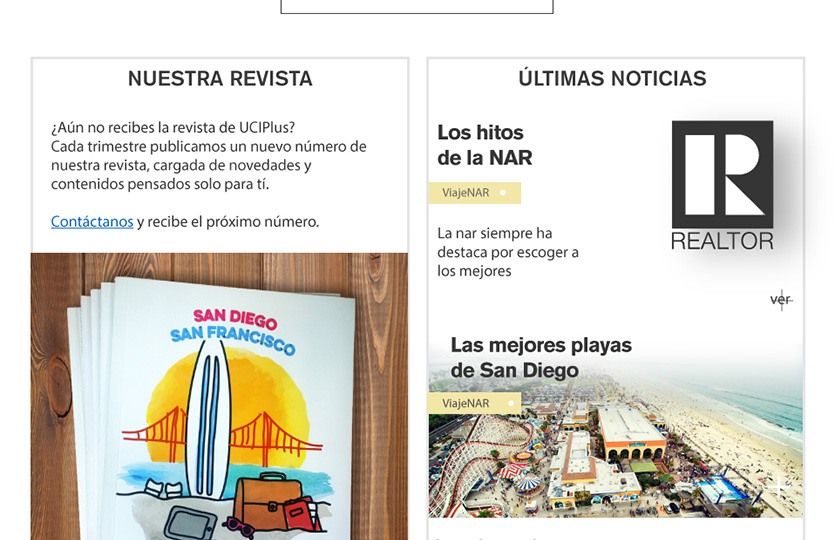 NUESTRA REVISTA
¿Aún no recibes la revista de UCIPlus?
Cada trimestre publicamos un nuevo número de
nuestra revista, cargada de novedades y
contenidos pensados solo para tí.
Contáctanos y recibe el próximo número.
SAN DIEGO
SAN FRANCISCO
ÚLTIMAS NOTICIAS
Los hitos
de la NAR
ViajeNAR
La nar siempre ha
destaca por escoger a
los mejores
REALTOR
ver
Las mejores playas
de San Diego
ViajeNAR